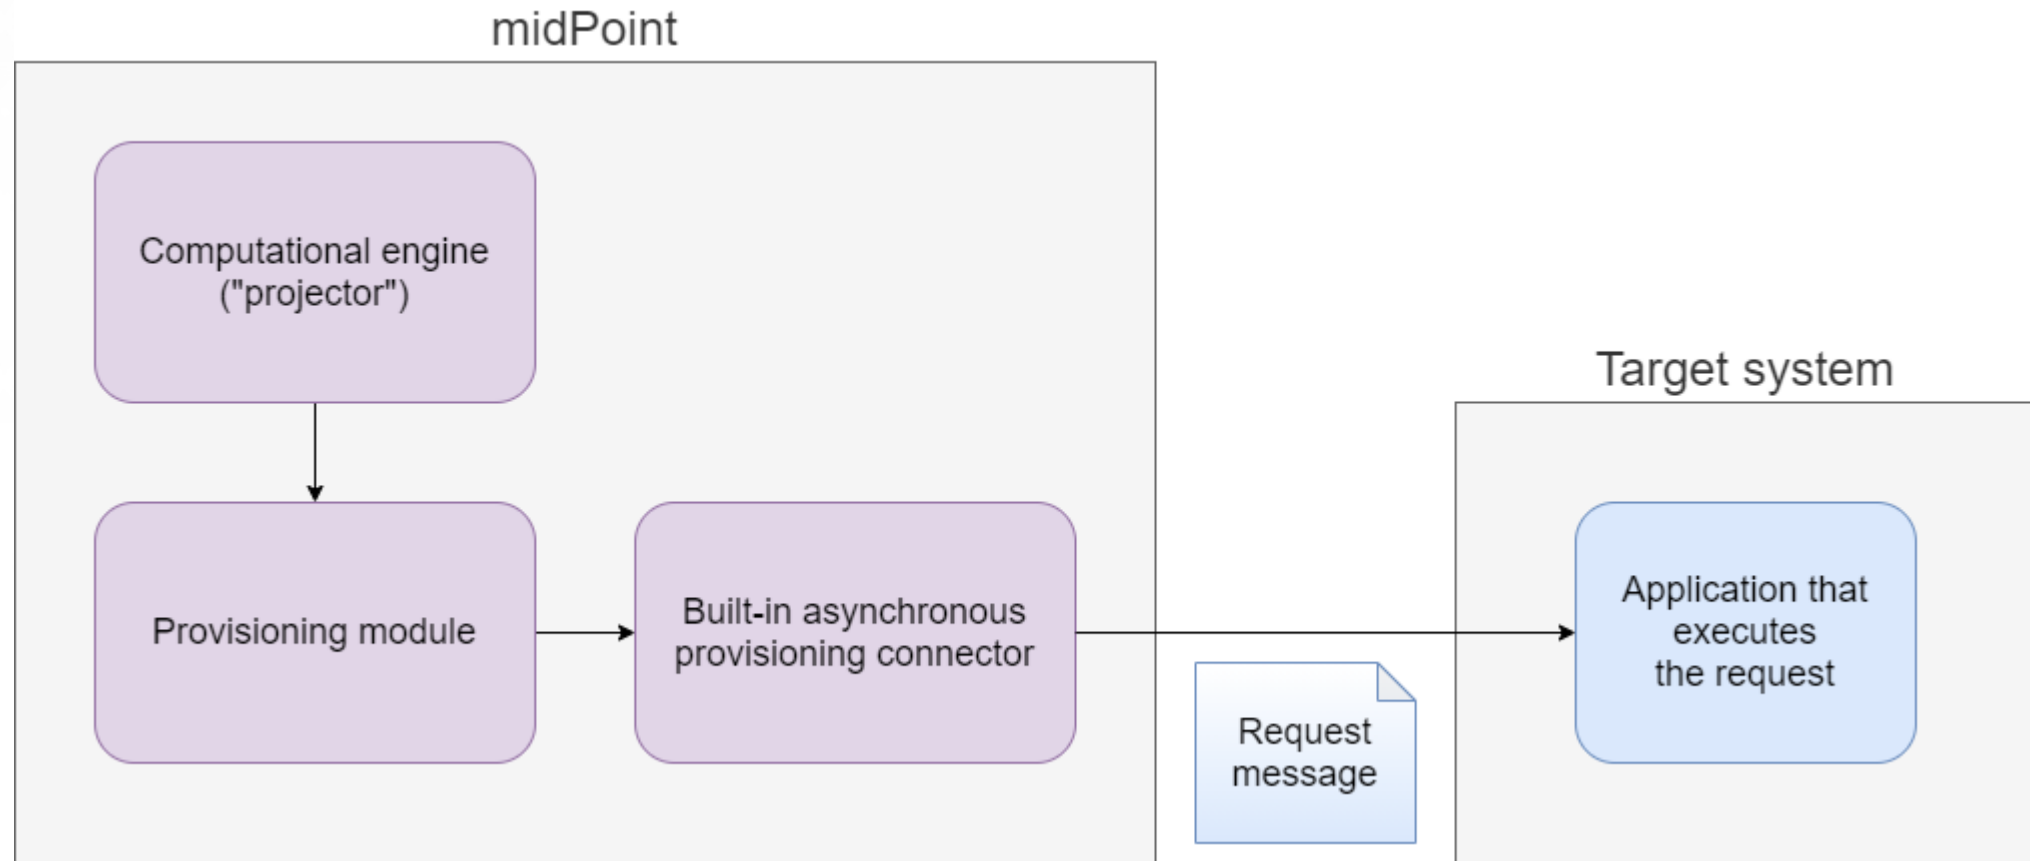 midPoint
Computational engine
("projector")
Target system
Provisioning module
Built-in asynchronous
provisioning connector
Request
message
Application that
executes
the request